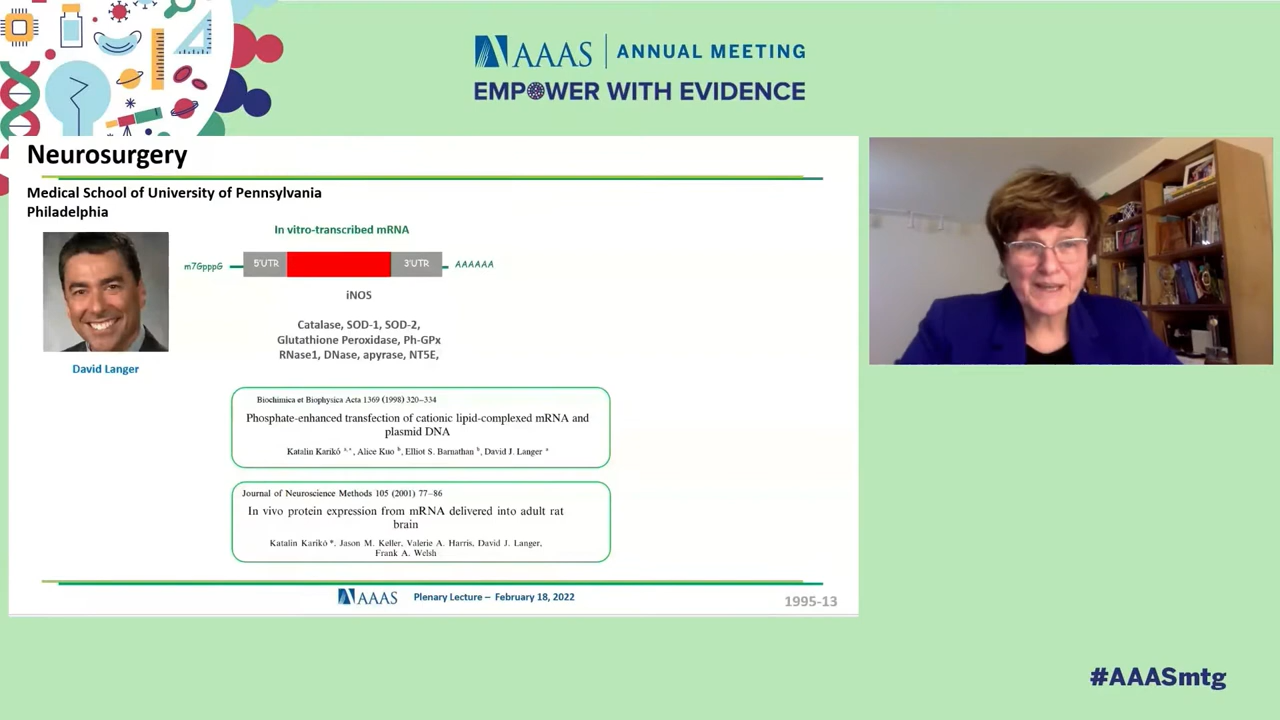 AAAS ANNUAL MEETING
EMPOWER WITH EVIDENCE
Neurosurgery
Medical School of University of Pennsylvania
Philadelphia
In vitro-transcribed mRNA
m7GpppG 5'UTR 3'UTR AAAAAA
iNOS
Catalase, SOD-1, SOD-2,
Glutathione Peroxidase, Ph-GPx
RNase1, DNase, apyrase, NT5E,
David Langer
Biochimica et Biophysica Acta 1369 (1998) 320–334
Phosphate-enhanced transfection of cationic lipid-complexed mRNA and
plasmid DNA
Katalin Karikó a,*, Alice Kuo b, Elliot S. Barnathan b, David J. Langer a
Journal of Neuroscience Methods 105 (2001) 77–86
In vivo protein expression from mRNA delivered into adult rat
brain
Katalin Karikó *, Jason M. Keller, Valerie A. Harris, David J. Langer,
Frank A. Welsh
AAAS Plenary Lecture – February 18, 2022
1995-13
#AAASmtg